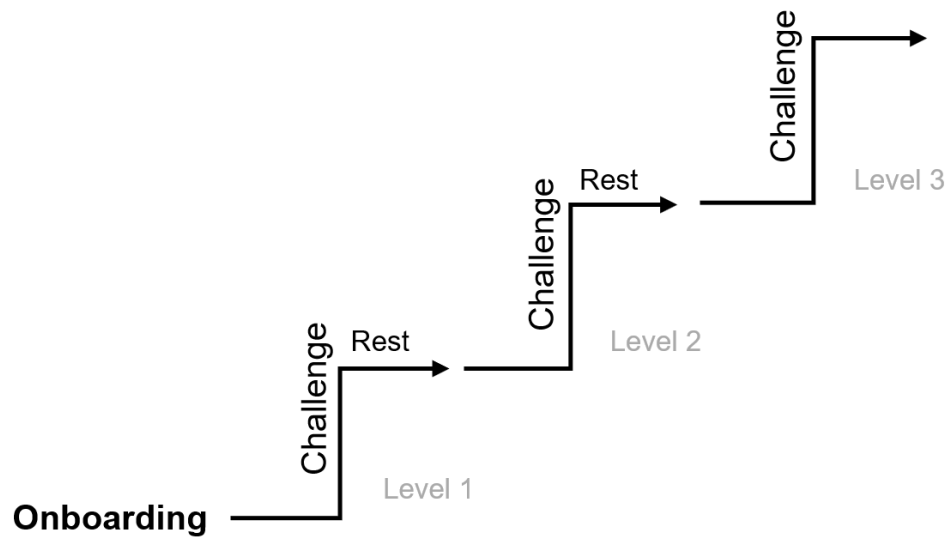 Challenge
Level 3
Challenge
Rest
Level 2
Challenge
Rest
Level 1
Onboarding